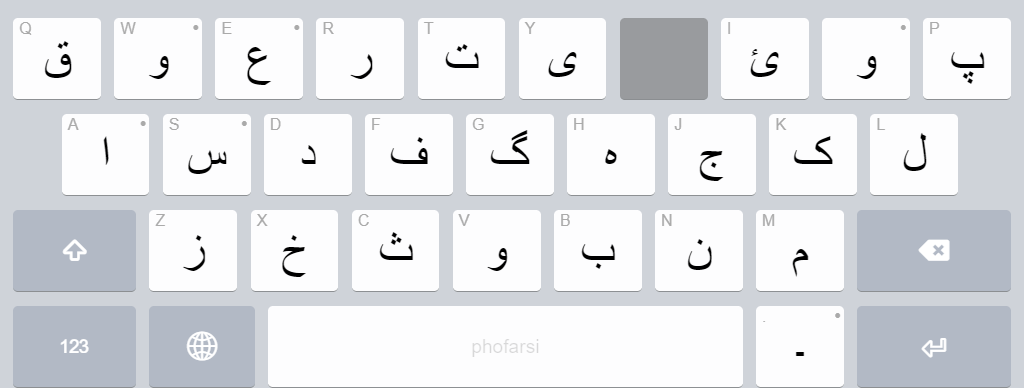 Q ق W و E ع R ر T ت Y ی I ئ و P پ
A ا S س D د F ف G گ H ه J ج K ک L ل
Z ز X خ C ث V و B ب N ن M م
123 phofarsi . -